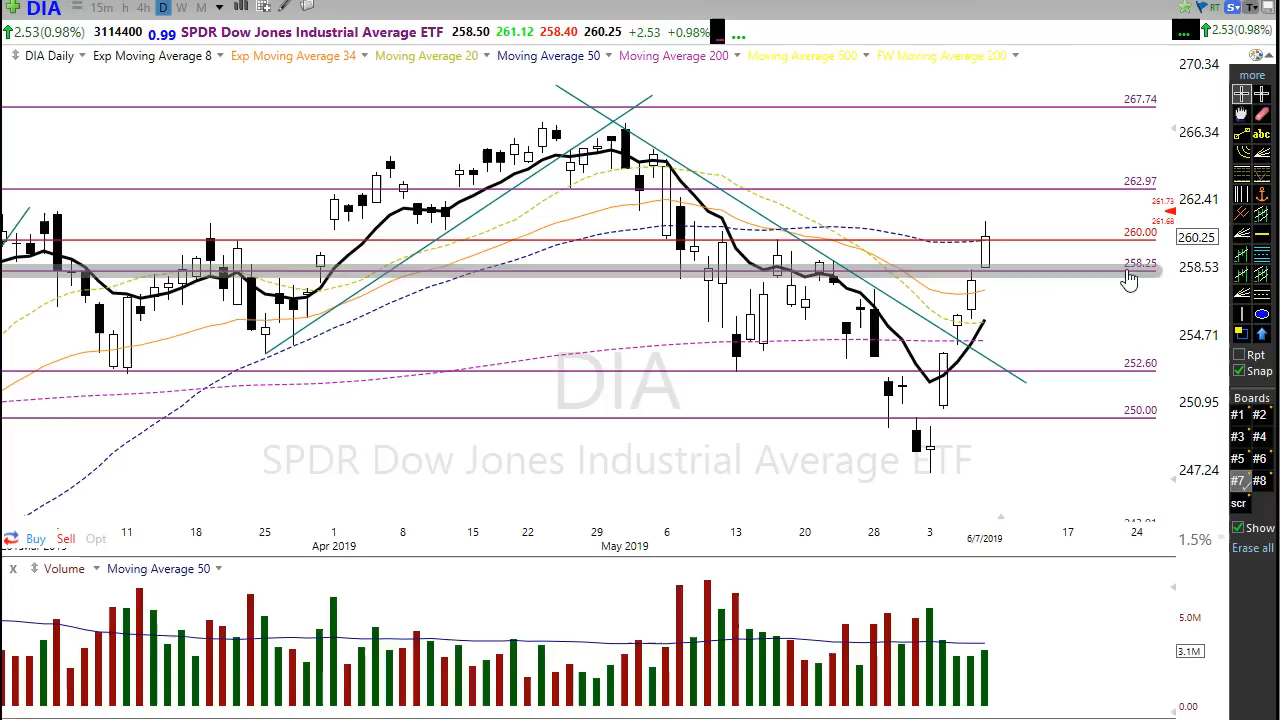 DIA 15m h 4h D W M RT S T
2.53(0.98%) 3114400 0.99 SPDR Dow Jones Industrial Average ETF 258.50 261.12 258.40 260.25 +2.53 +0.98% ... ... 2.53(0.98%)
DIA Daily Exp Moving Average 8 Exp Moving Average 34 Moving Average 20 Moving Average 50 Moving Average 200 Moving Average 500 FW Moving Average 200
270.34
more
267.74
abc
266.34
262.97
262.41
261.73
261.68
260.00
260.25
258.25
258.53
254.71
252.60
Rpt
Snap
DIA
Boards
250.95
250.00
#1 #2
#3 #4
SPDR Dow Jones Industrial Average ETF
#5 #6
247.24
#7 #8
scr
Show
Buy Sell Opt
11 18 25 1 8 15 22 29 6 13 20 28 3 6/7/2019 17 24
1.5%
Apr 2019 May 2019
Erase all
x Volume Moving Average 50
5.0M
3.1M
0.00